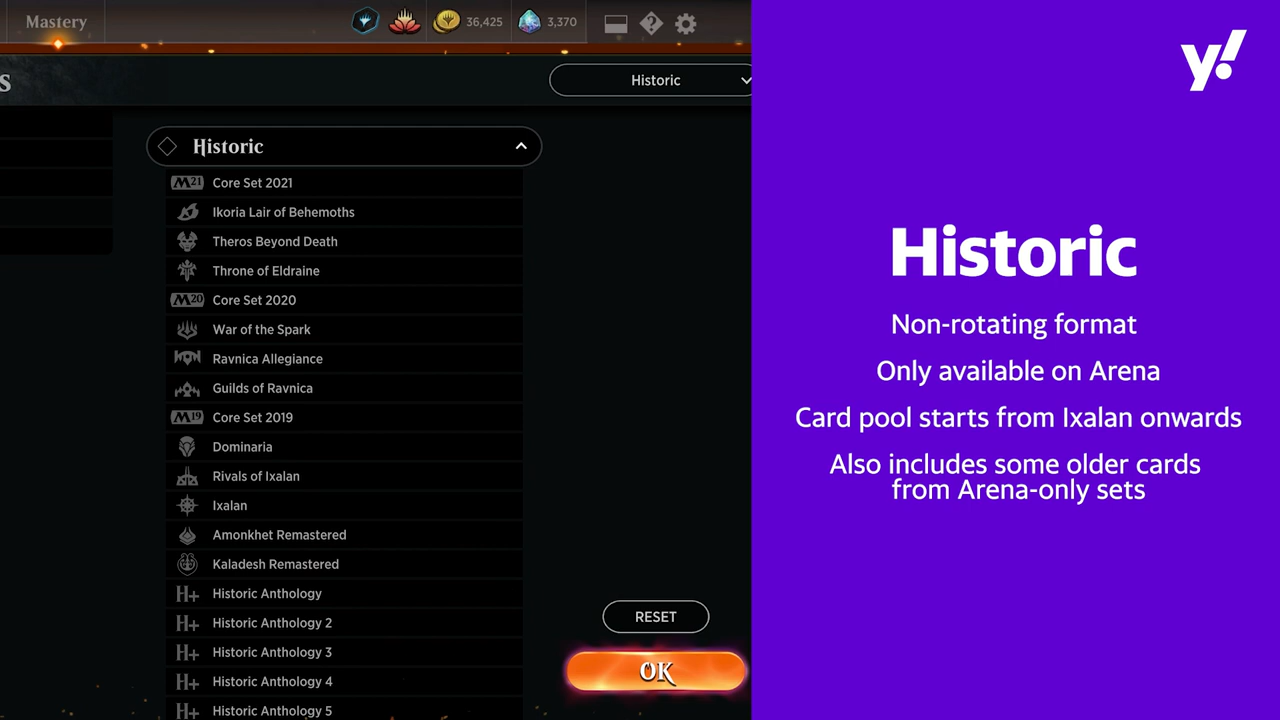 Mastery
36,425
3,370
?
s
Historic
Historic
M21 Core Set 2021
Ikoria Lair of Behemoths
Theros Beyond Death
Throne of Eldraine
M20 Core Set 2020
War of the Spark
Ravnica Allegiance
Guilds of Ravnica
M19 Core Set 2019
Dominaria
Rivals of Ixalan
Ixalan
Amonkhet Remastered
Kaladesh Remastered
H+ Historic Anthology
H+ Historic Anthology 2
H+ Historic Anthology 3
H+ Historic Anthology 4
H+ Historic Anthology 5
RESET
OK
y!
Historic
Non-rotating format
Only available on Arena
Card pool starts from Ixalan onwards
Also includes some older cards
from Arena-only sets